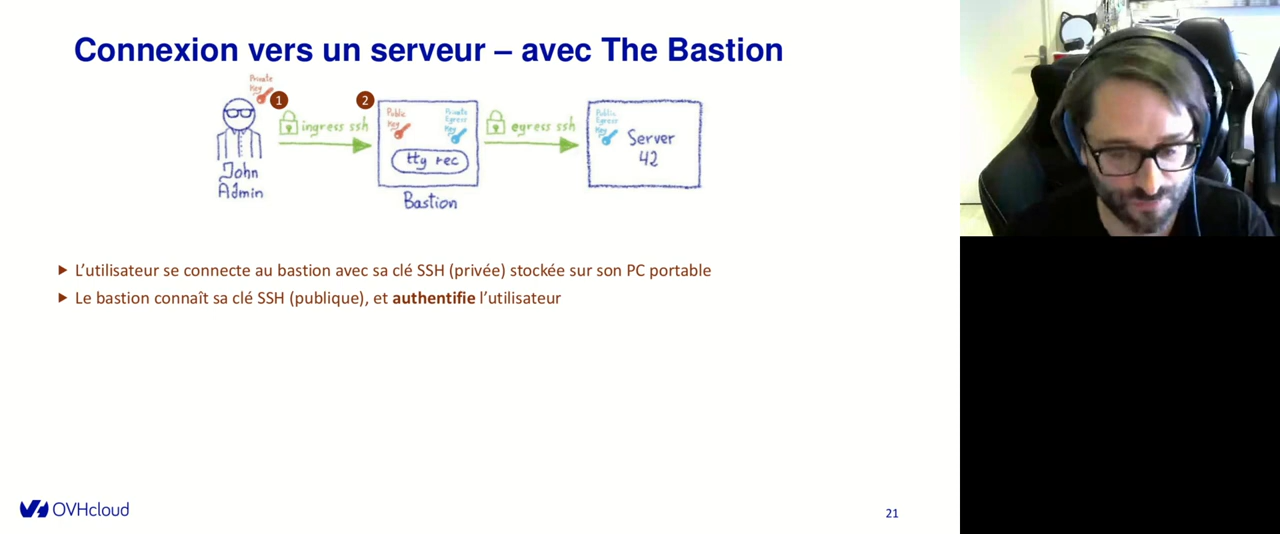 Connexion vers un serveur – avec The Bastion
Private
Key
1
ingress ssh
2
Public
Key
Private
Egress
Key
tty rec
Bastion
egress ssh
Public
Egress
Key
Server
42
John
Admin
L'utilisateur se connecte au bastion avec sa clé SSH (privée) stockée sur son PC portable
Le bastion connaît sa clé SSH (publique), et authentifie l'utilisateur
OVHcloud
21